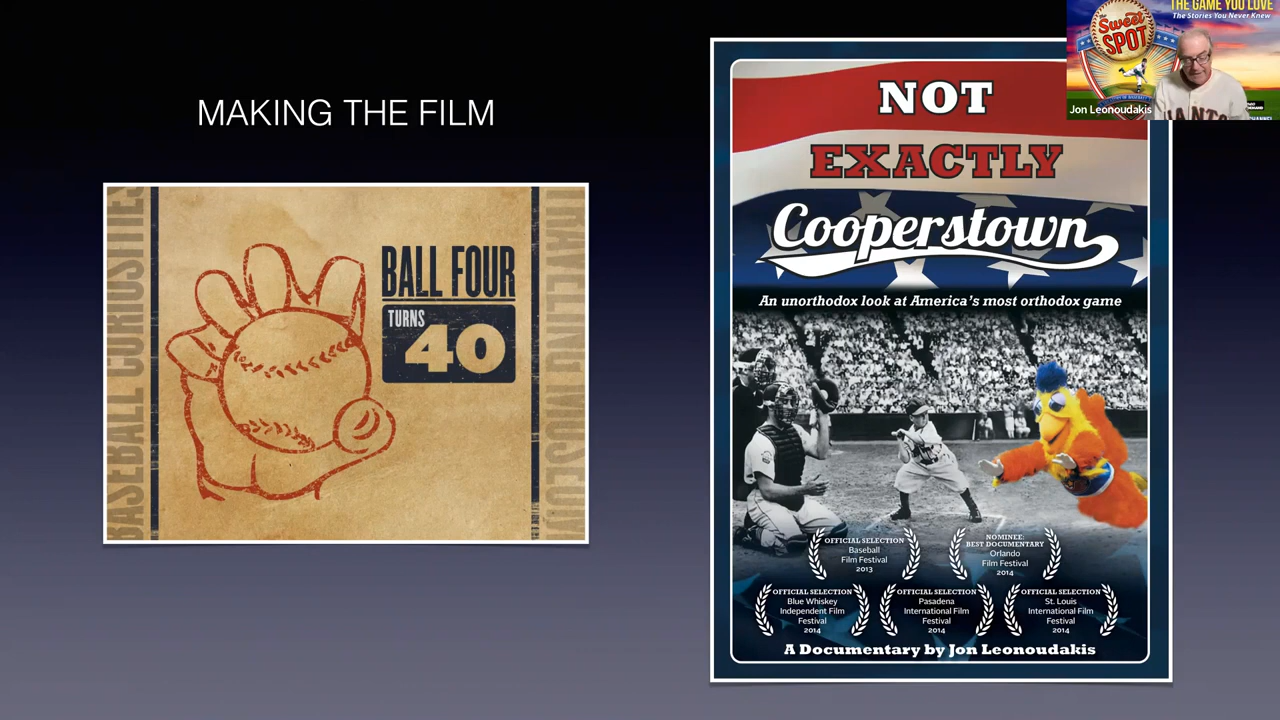 MAKING THE FILM
BASEBALL CURIOSITIES
BALL FOUR
TURNS
40
NOT
EXACTLY
Cooperstown
An unorthodox look at America's most orthodox game
OFFICIAL SELECTION
Baseball
Film Festival
2013
NOMINEE:
BEST DOCUMENTARY
Orlando
Film Festival
2014
OFFICIAL SELECTION
Blue Whiskey
Independent Film
Festival
2014
OFFICIAL SELECTION
Pasadena
International Film
Festival
2014
OFFICIAL SELECTION
St. Louis
International Film
Festival
2014
A Documentary by Jon Leonoudakis
THE GAME YOU LOVE
The Stories You Never Knew
Sweet
SPOT
Jon Leonoudakis